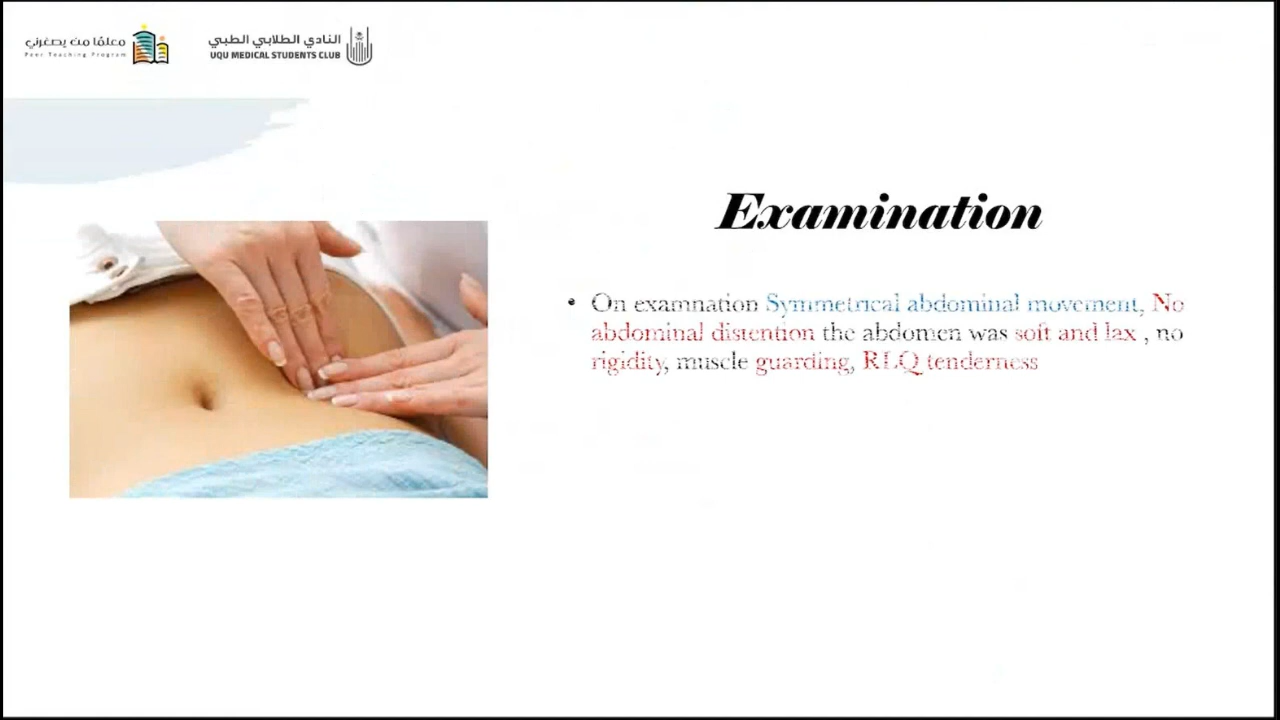 معلمًا من يصغرني
Peer Teaching Program
النادي الطلابي الطبي
UQU MEDICAL STUDENTS CLUB
Examination
• On examnation Symmetrical abdominal movement, No
abdominal distention the abdomen was soft and lax , no
rigidity, muscle guarding, RLQ tenderness